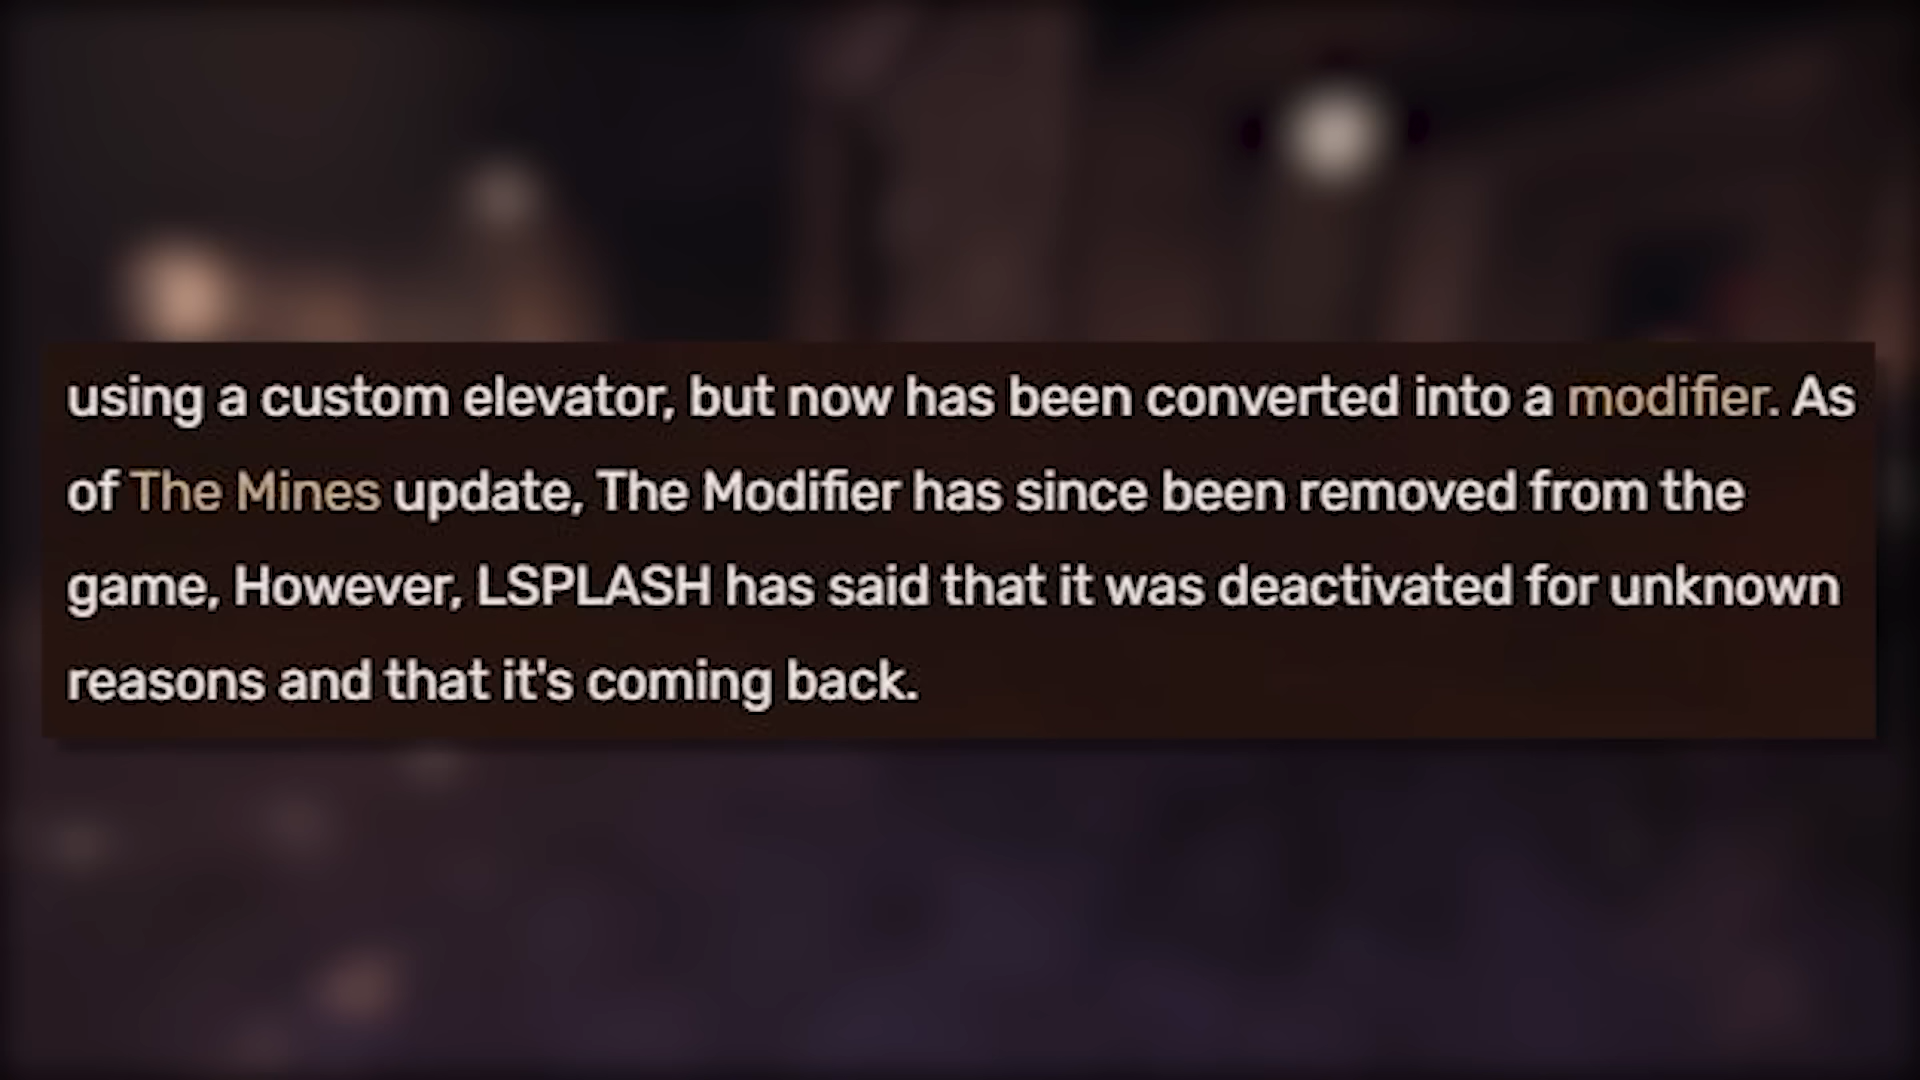 using a custom elevator, but now has been converted into a modifier. As
of The Mines update, The Modifier has since been removed from the
game, However, LSPLASH has said that it was deactivated for unknown
reasons and that it's coming back.